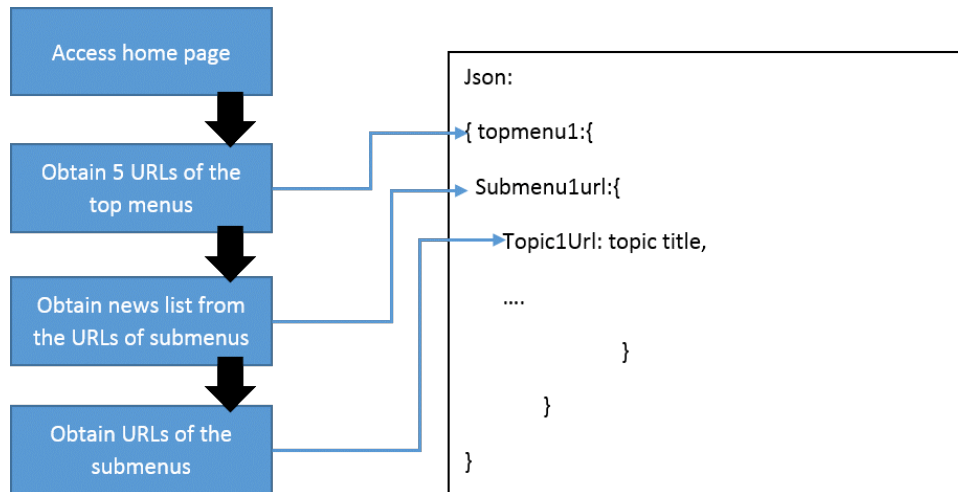 Access home page
Obtain 5 URLs of the
top menus
Obtain news list from
the URLs of submenus
Obtain URLs of the
submenus
Json:
{ topmenu1:{
Submenu1url:{
Topic1Url: topic title,
....
}
}
}